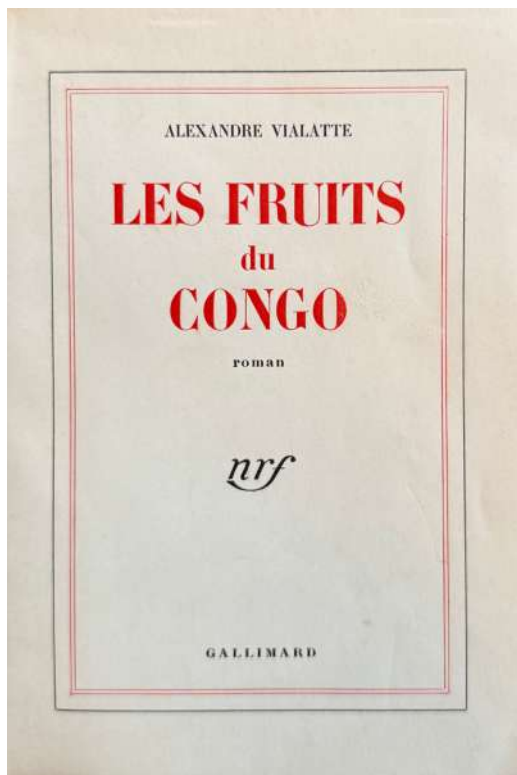 ALEXANDRE VIALATTE
LES FRUITS
du
CONGO
roman
nrf
GALLIMARD